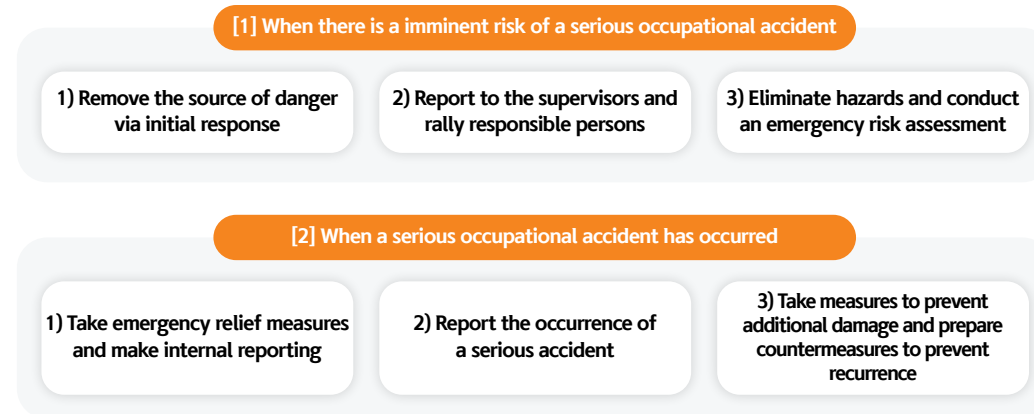 [1] When there is a imminent risk of a serious occupational accident
1) Remove the source of danger
via initial response
2) Report to the supervisors and
rally responsible persons
3) Eliminate hazards and conduct
an emergency risk assessment
[2] When a serious occupational accident has occurred
1) Take emergency relief measures
and make internal reporting
2) Report the occurrence of
a serious accident
3) Take measures to prevent
additional damage and prepare
countermeasures to prevent
recurrence